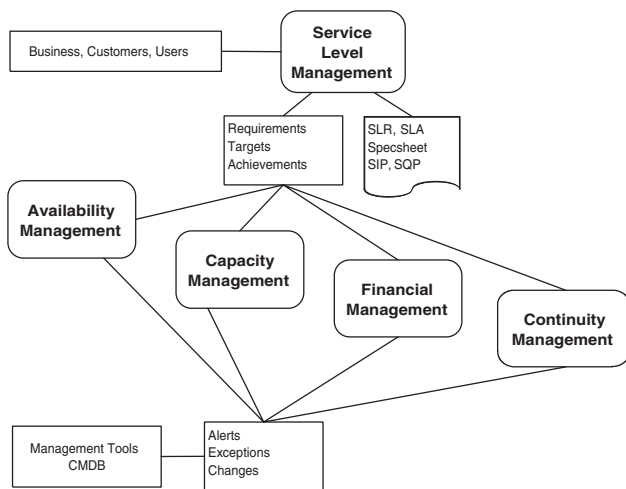 Service
Level
Management
Business, Customers, Users
Requirements
Targets
Achievements
SLR, SLA
Specsheet
SIP, SQP
Availability
Management
Capacity
Management
Financial
Management
Continuity
Management
Management Tools
CMDB
Alerts
Exceptions
Changes